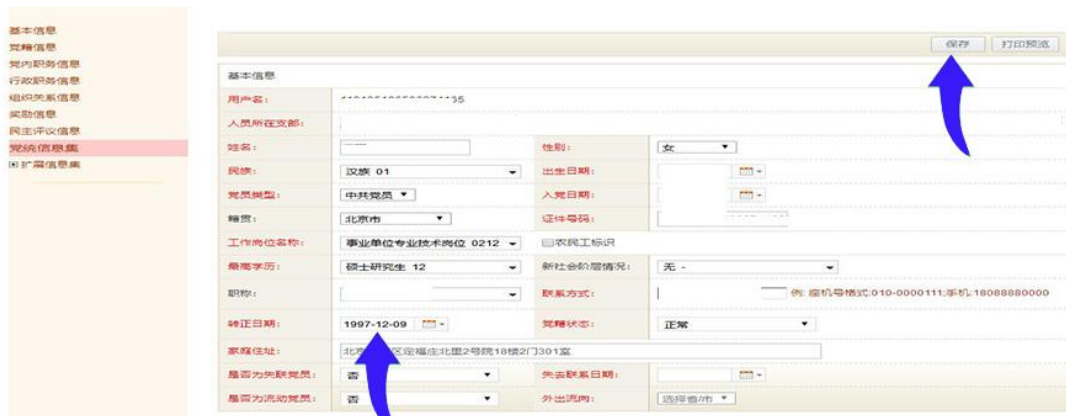 基本信息
党籍信息
党内职务信息
行政职务信息
组织关系信息
奖励信息
民主评议信息
党统信息集
扩展信息集
保存 打印预览
基本信息
用户名：
人员所在支部：
姓名： 性别： 女
民族： 汉族 01 出生日期：
党员类型： 中共党员 入党日期：
籍贯： 北京市 证件号码：
工作岗位名称： 事业单位专业技术岗位 0212 农民工标识
最高学历： 硕士研究生 12 新社会阶层情况： 无 -
职称： 联系方式： 例: 座机号格式:010-0000111;手机:18088880000
转正日期： 1997-12-09 党籍状态： 正常
家庭住址： 北京 区定福庄北里2号院18楼2门301室
是否为失联党员： 否 失去联系日期：
是否为流动党员： 否 外出流向： 选择省/市